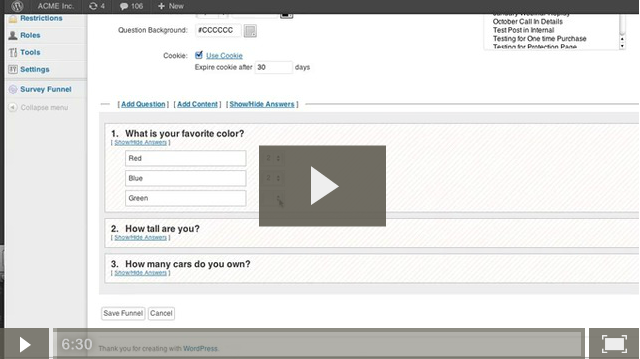 ACME Inc. 4 106 + New
Restrictions
Roles
Tools
Settings
Survey Funnel
Collapse menu
October Call In Details
Test Post in Internal
Testing for One time Purchase
Testing for Protection Page
Question Background: #CCCCCC
Cookie: Use Cookie
Expire cookie after 30 days
[ Add Question ] [ Add Content ] [ Show/Hide Answers ]
1. What is your favorite color?
[ Show/Hide Answers ]
Red
Blue
Green
2. How tall are you?
[ Show/Hide Answers ]
3. How many cars do you own?
[ Show/Hide Answers ]
Save Funnel Cancel
6:30
Thank you for creating with WordPress